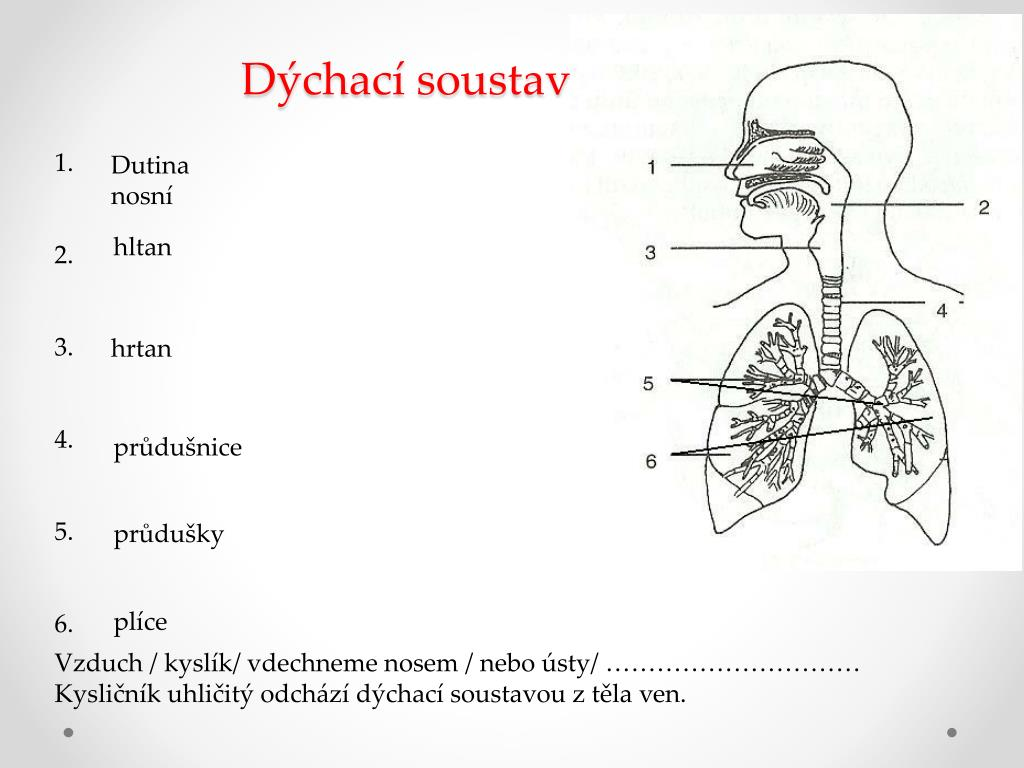 Dýchací soustav
1. Dutina
nosní
2. hltan
3. hrtan
4. průdušnice
5. průdušky
6. plíce
Vzduch / kyslík/ vdechneme nosem / nebo ústy/ …………………………
Kysličník uhličitý odchází dýchací soustavou z těla ven.
1
2
3
4
5
6